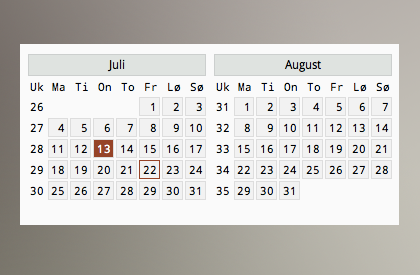 Juli
Uk Ma Ti On To Fr Lø Sø
26 1 2 3
27 4 5 6 7 8 9 10
28 11 12 13 14 15 16 17
29 18 19 20 21 22 23 24
30 25 26 27 28 29 30 31
August
Uk Ma Ti On To Fr Lø Sø
31 1 2 3 4 5 6 7
32 8 9 10 11 12 13 14
33 15 16 17 18 19 20 21
34 22 23 24 25 26 27 28
35 29 30 31